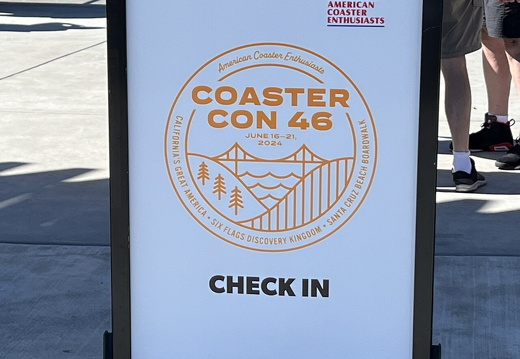 AMERICAN
COASTER
ENTHUSIASTS
American Coaster Enthusiasts
COASTER
CON 46
JUNE 16–21,
2024
CALIFORNIA'S GREAT AMERICA • SIX FLAGS DISCOVERY KINGDOM • SANTA CRUZ BEACH BOARDWALK
CHECK IN